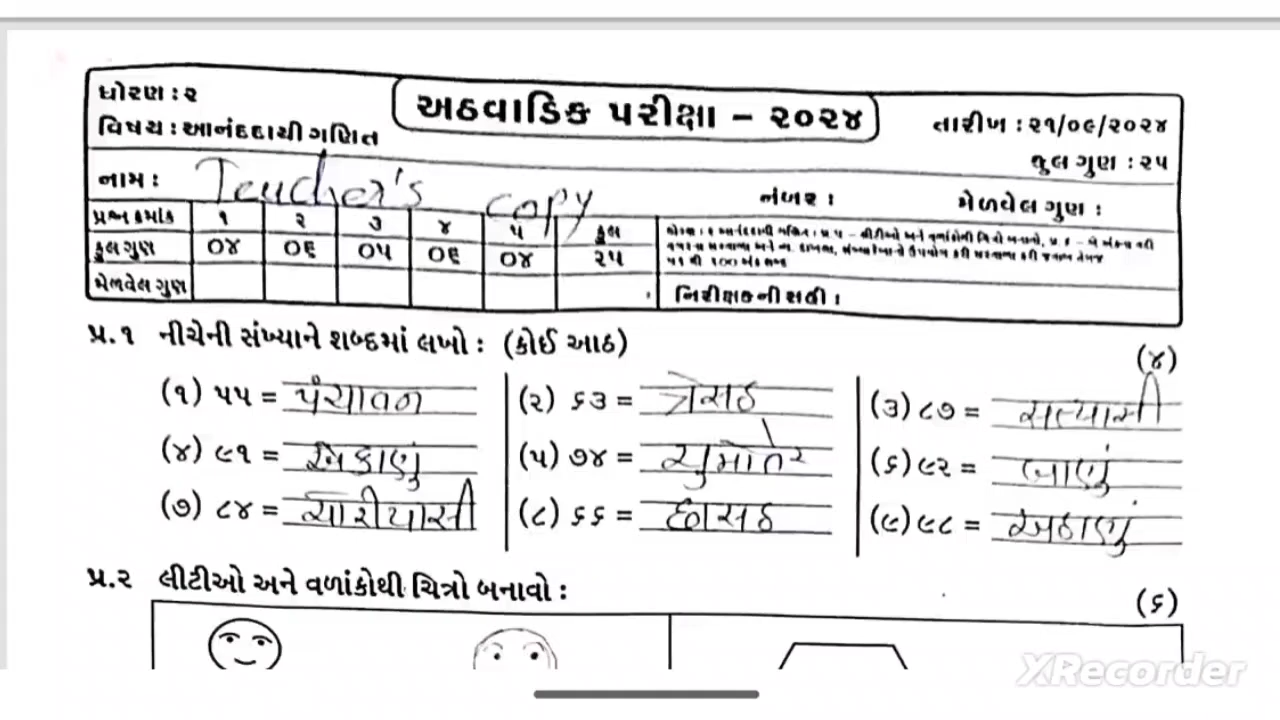 ધોરણ : ૨
અઠવાડિક પરીક્ષા – ૨૦૨૪
તારીખ : ૨૧/૦૯/૨૦૨૪
વિષય : આનંદદાયી ગણિત
કુલ ગુણ : ૨૫
નામ : Teacher's copy
નંબર :
મેળવેલ ગુણ :
પ્રશ્ન ક્રમાંક ૧ ૨ ૩ ૪ ૫ કુલ
કુલ ગુણ ૦૪ ૦૬ ૦૫ ૦૬ ૦૪ ૨૫
મેળવેલ ગુણ
નિરીક્ષકની સહી :
પ્ર.૧ નીચેની સંખ્યાને શબ્દમાં લખો : (કોઈ આઠ) (૪)
(૧) ૫૫ = પંચાવન (૨) ૬૩ = ત્રેસઠ (૩) ૮૭ = સત્યાસી
(૪) ૯૧ = એકાણું (૫) ૭૪ = ચુમોતેર (૬) ૯૨ = બાણું
(૭) ૮૪ = ચોરીયાસી (૮) ૬૬ = છાસઠ (૯) ૯૮ = અઠાણું
પ્ર.૨ લીટીઓ અને વળાંકોથી ચિત્રો બનાવો : (૬)
XRecorder